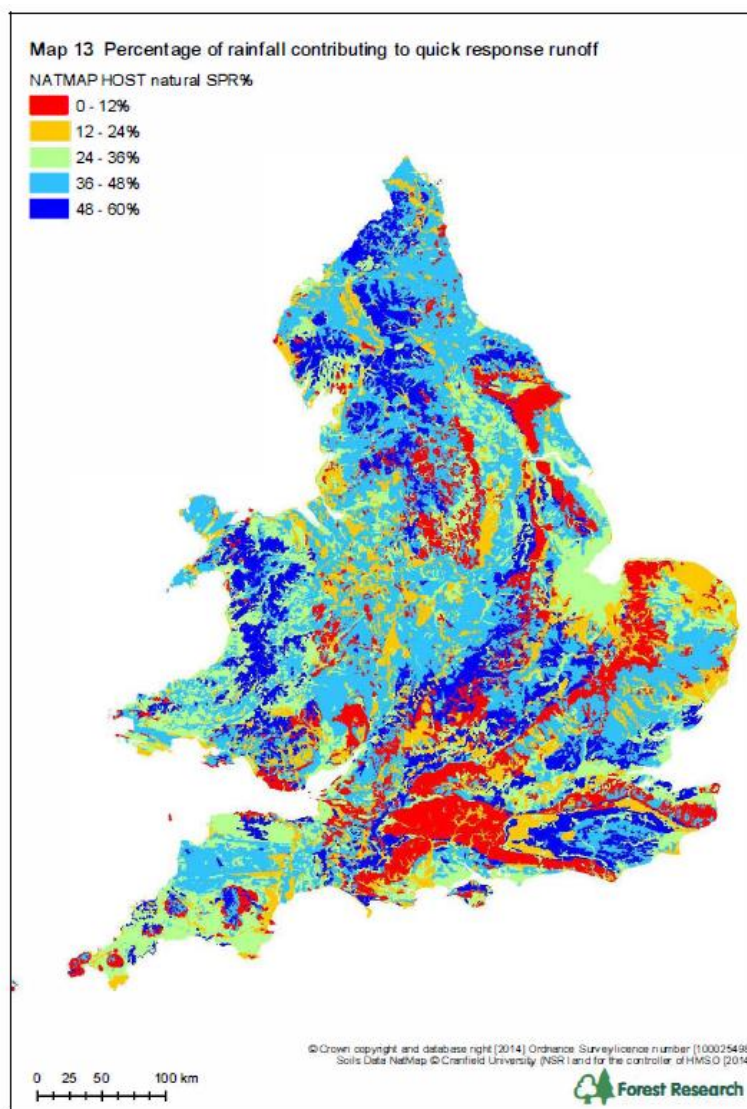 Map 13 Percentage of rainfall contributing to quick response runoff
NATMAP HOST natural SPR%
0 - 12%
12 - 24%
24 - 36%
36 - 48%
48 - 60%
© Crown copyright and database right [2014] Ordnance Survey licence number [100025498
Soils Data NatMap © Cranfield University (NSRI and for the controller of HMSO [2014
0 25 50 100 km
Forest Research